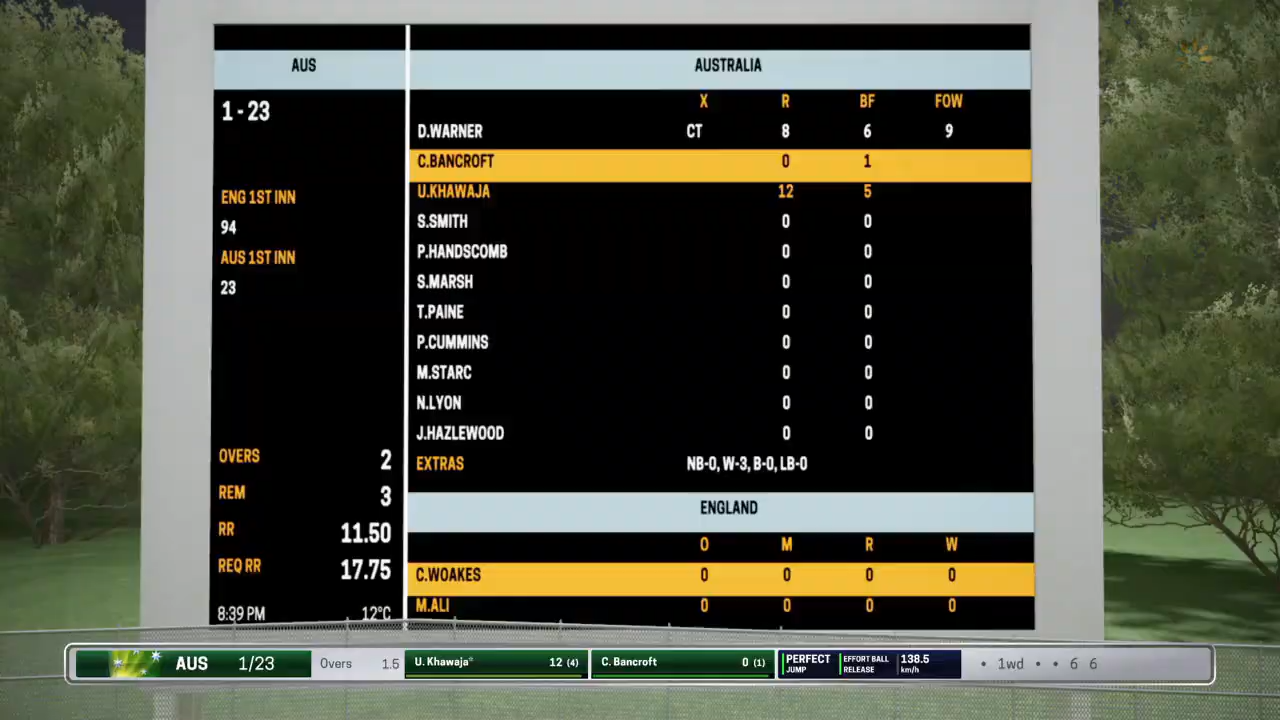 AUS
1 - 23
ENG 1ST INN
94
AUS 1ST INN
23
OVERS 2
REM 3
RR 11.50
REQ RR 17.75
8:39 PM 12°C
AUSTRALIA
X R BF FOW
D.WARNER CT 8 6 9
C.BANCROFT 0 1
U.KHAWAJA 12 5
S.SMITH 0 0
P.HANDSCOMB 0 0
S.MARSH 0 0
T.PAINE 0 0
P.CUMMINS 0 0
M.STARC 0 0
N.LYON 0 0
J.HAZLEWOOD 0 0
EXTRAS NB-0, W-3, B-0, LB-0
ENGLAND
O M R W
C.WOAKES 0 0 0 0
M.ALI 0 0 0 0
AUS 1/23 Overs 1.5 U. Khawaja* 12 (4) C. Bancroft 0 (1) PERFECT JUMP EFFORT BALL RELEASE 138.5 km/h • 1wd • • 6 6